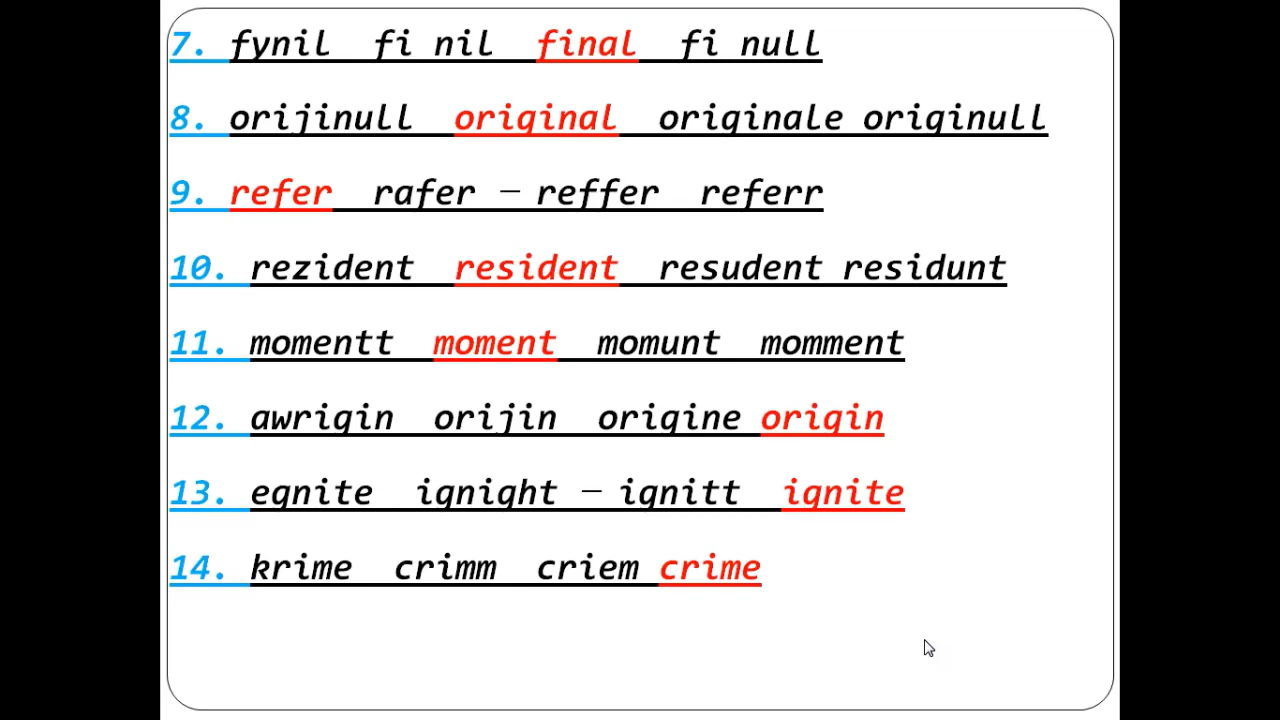 7. fynil fi nil final fi null
8. orijinull original originale originull
9. refer rafer – reffer referr
10. rezident resident resudent residunt
11. momentt moment momunt momment
12. awrigin orijin origine origin
13. egnite ignight – ignitt ignite
14. krime crimm criem crime